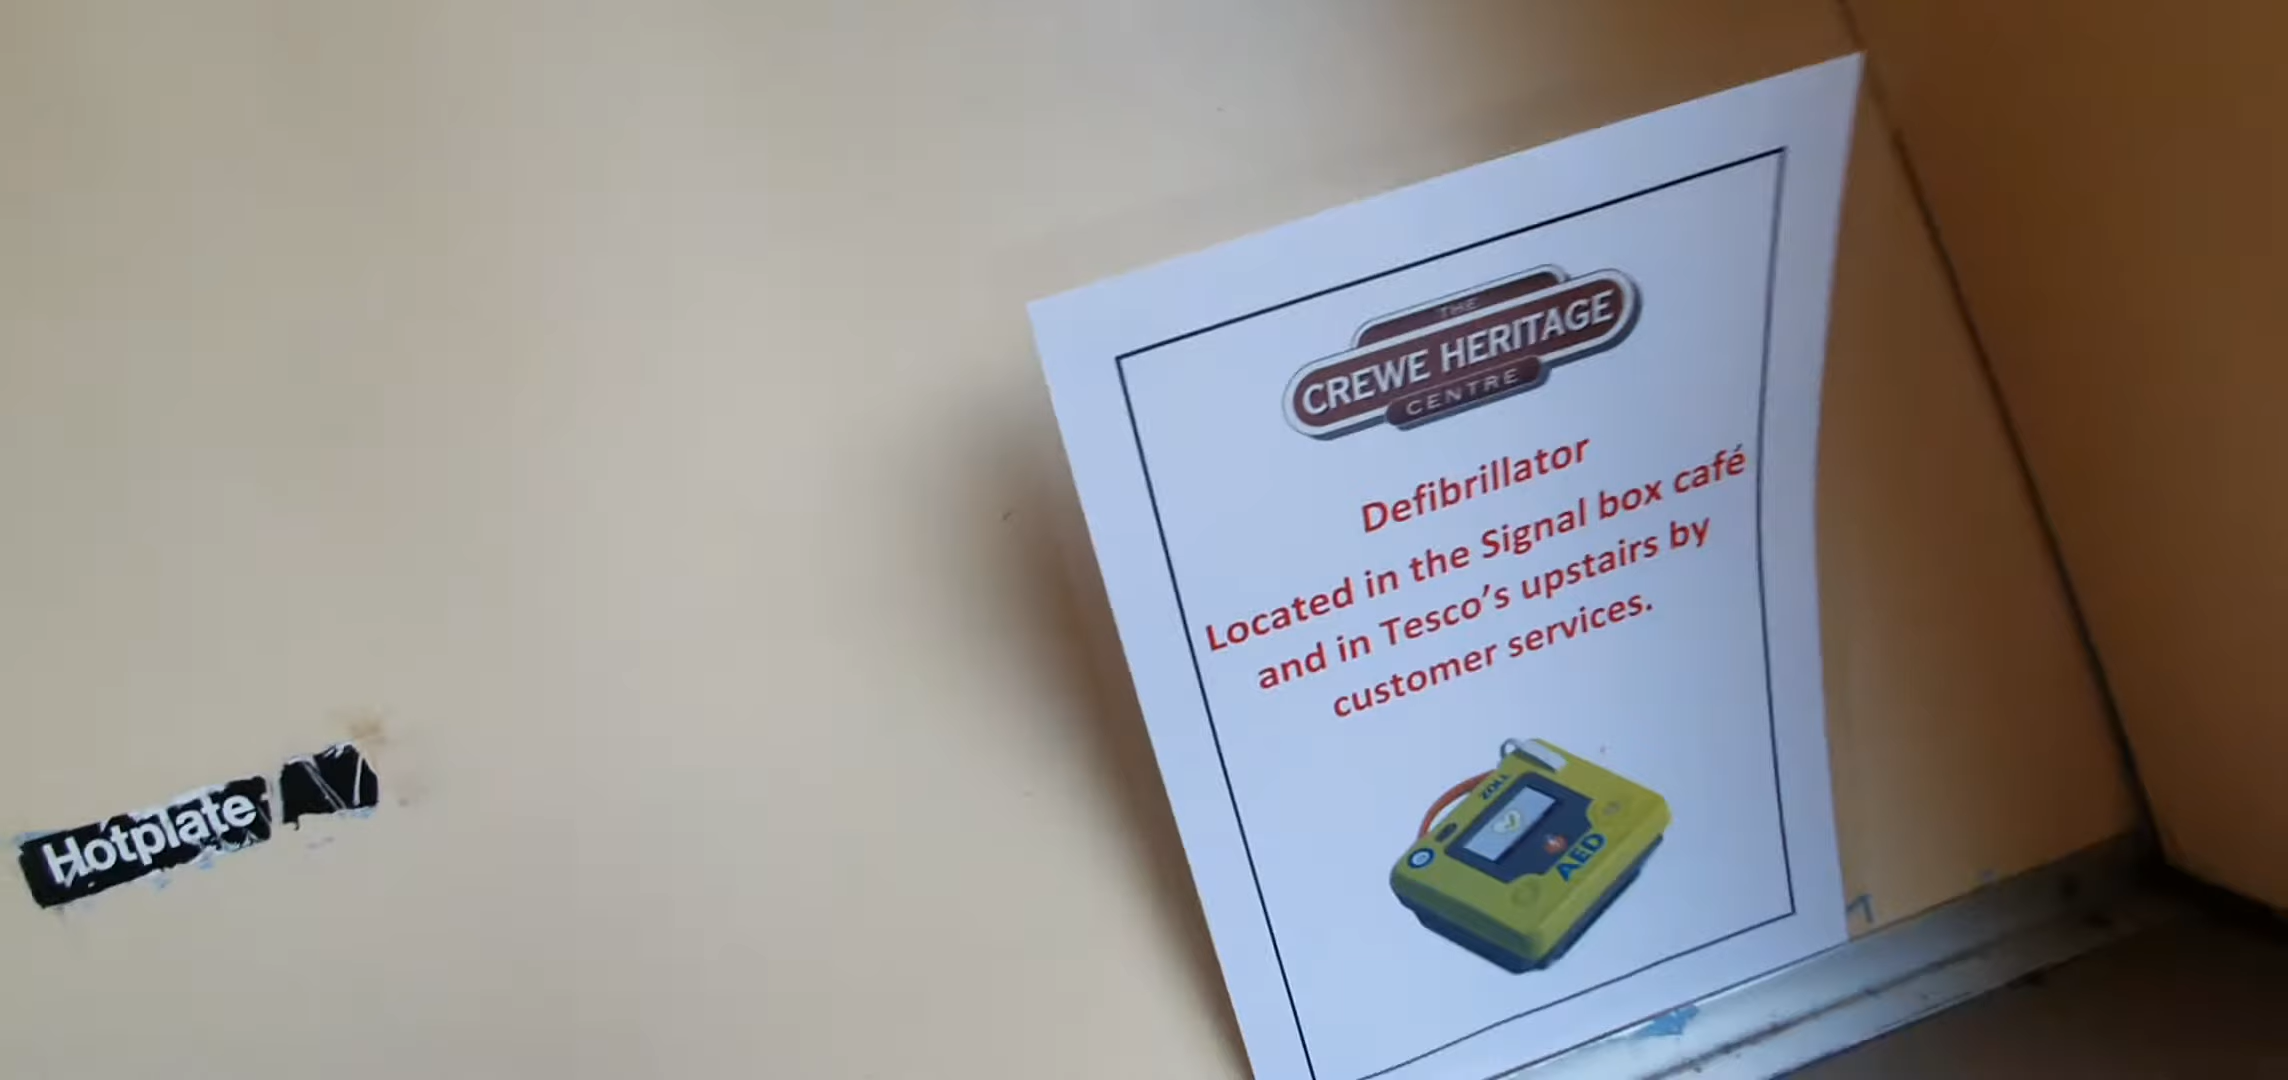 THE
CREWE HERITAGE
CENTRE
Defibrillator
Located in the Signal box café
and in Tesco's upstairs by
customer services.
ZOLL
AED
Hotplate